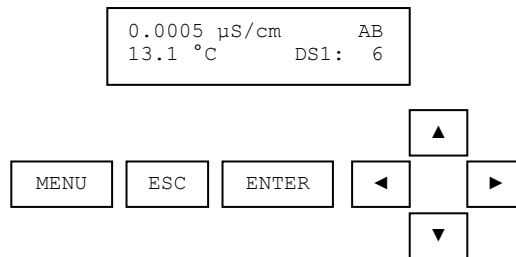 0.0005 µS/cm AB
13.1 °C DS1: 6
▲
MENU ESC ENTER ◄ ►
▼